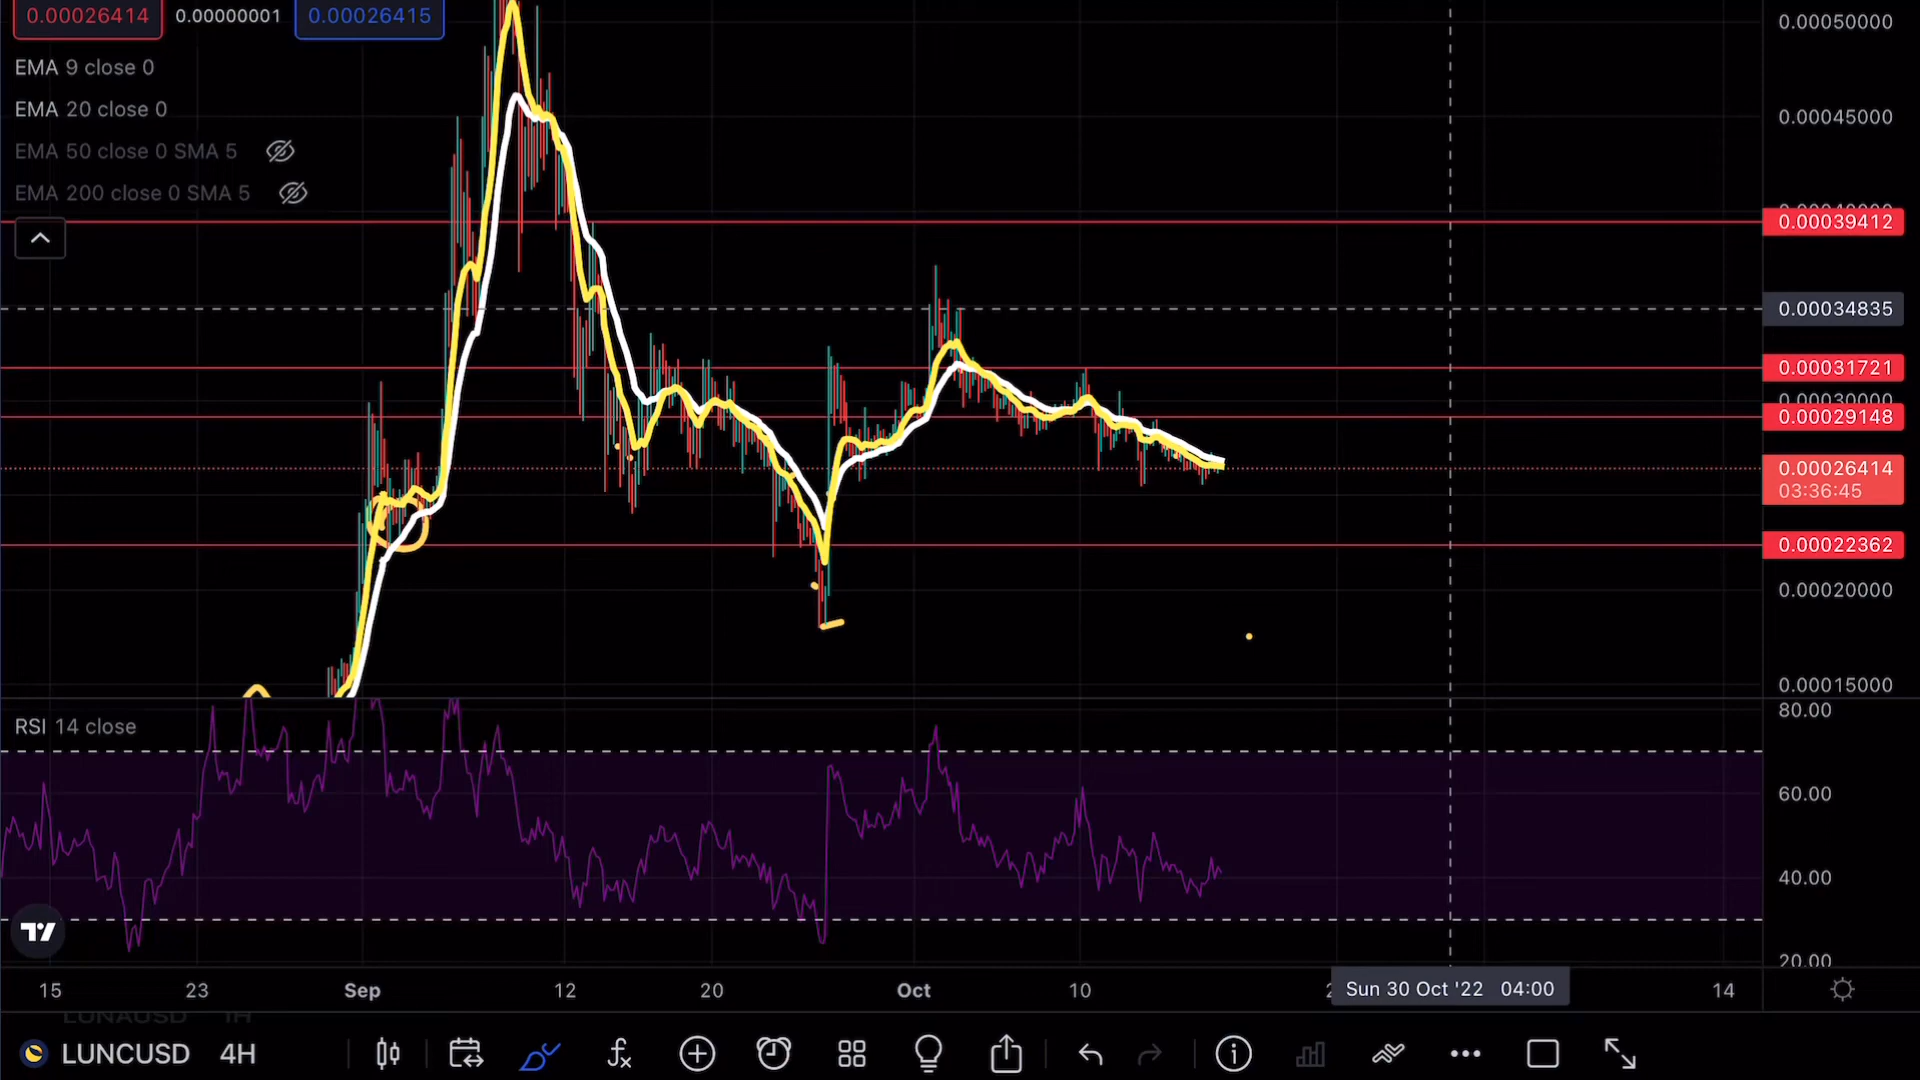 0.00026414 0.00000001 0.00026415
EMA 9 close 0
EMA 20 close 0
EMA 50 close 0 SMA 5
EMA 200 close 0 SMA 5
0.00050000
0.00045000
0.00039412
0.00034835
0.00031721
0.00030000
0.00029148
0.00026414
03:36:45
0.00022362
0.00020000
0.00015000
RSI 14 close
80.00
60.00
40.00
20.00
15 23 Sep 12 20 Oct 10 Sun 30 Oct '22 04:00 14
LUNAUSD 1H
LUNCUSD 4H